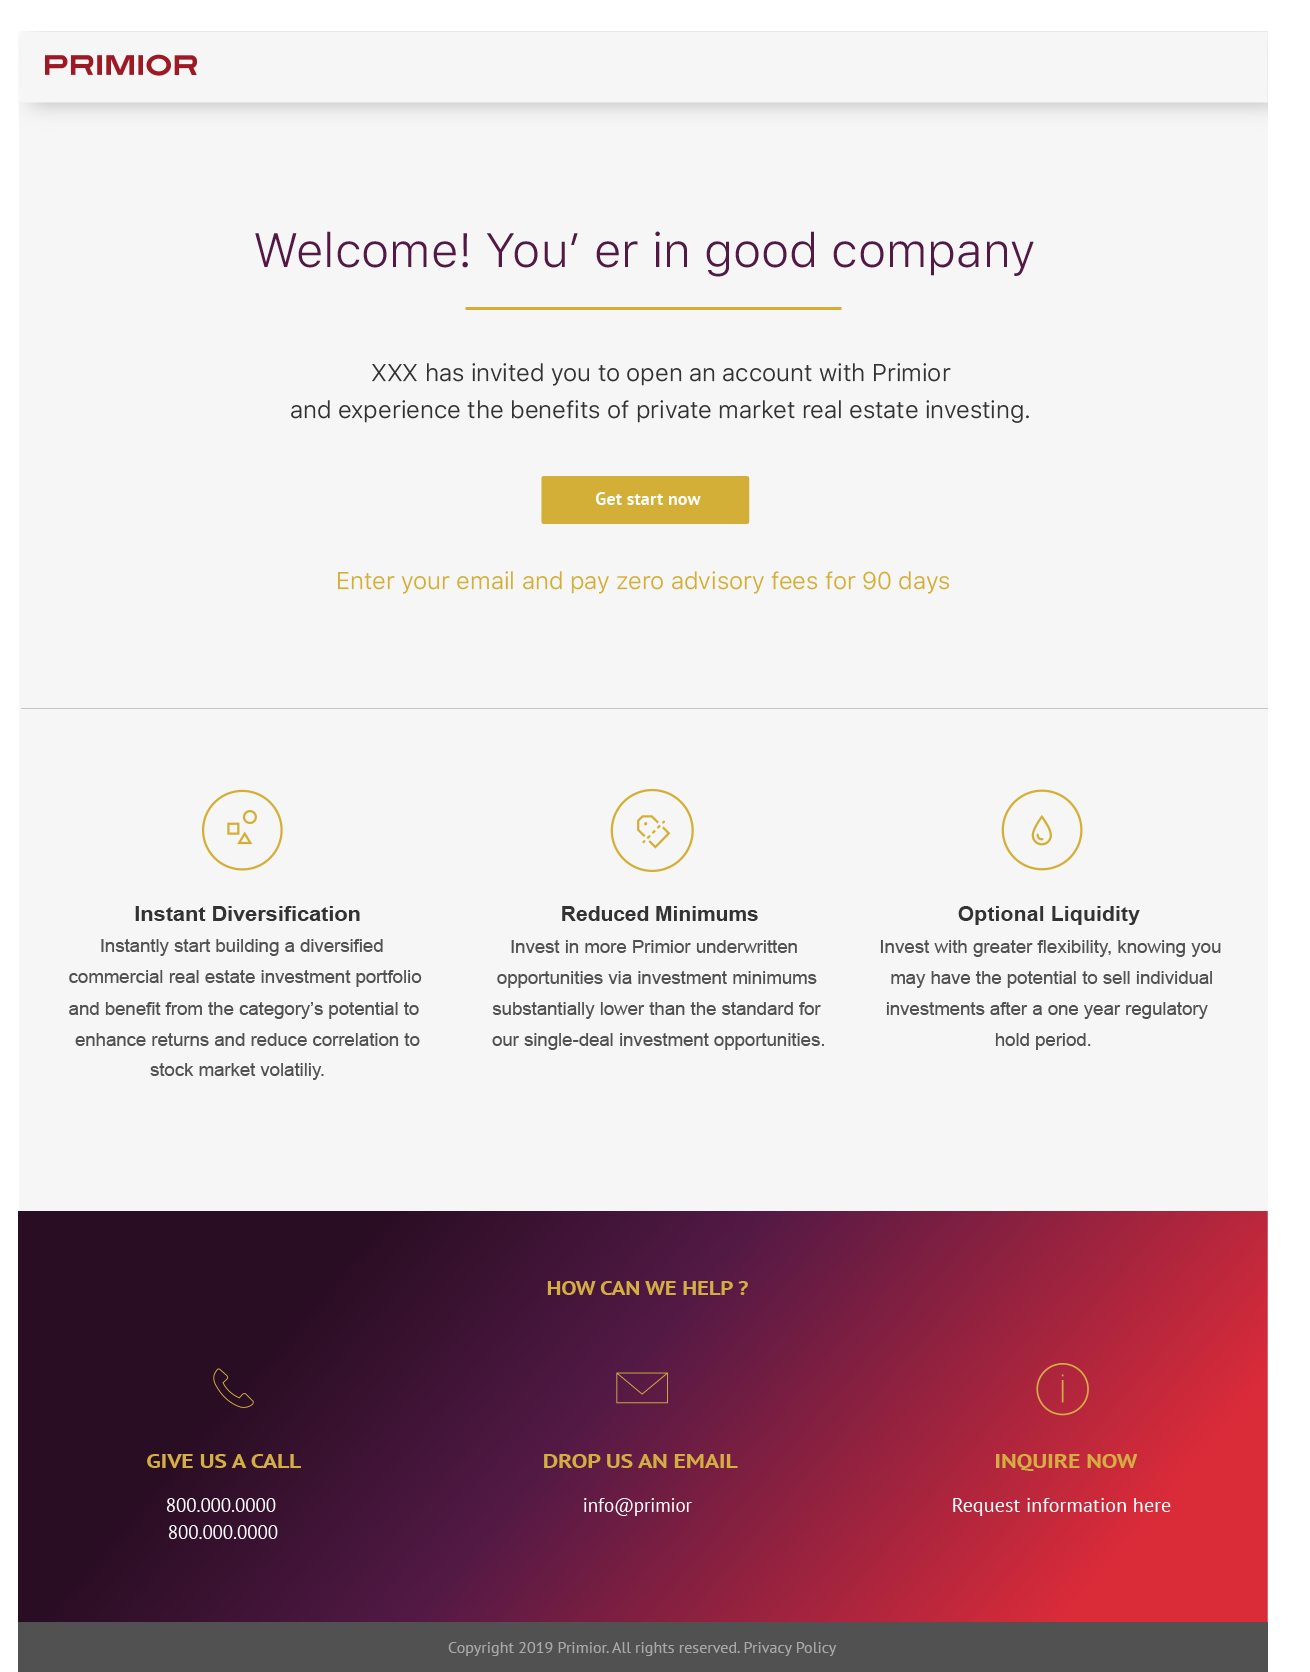 PRIMIOR
Welcome! You’ er in good company
XXX has invited you to open an account with Primior
and experience the benefits of private market real estate investing.
Get start now
Enter your email and pay zero advisory fees for 90 days
Instant Diversification
Instantly start building a diversified
commercial real estate investment portfolio
and benefit from the category’s potential to
enhance returns and reduce correlation to
stock market volatiliy.
Reduced Minimums
Invest in more Primior underwritten
opportunities via investment minimums
substantially lower than the standard for
our single-deal investment opportunities.
Optional Liquidity
Invest with greater flexibility, knowing you
may have the potential to sell individual
investments after a one year regulatory
hold period.
HOW CAN WE HELP ?
GIVE US A CALL
800.000.0000
800.000.0000
DROP US AN EMAIL
info@primior
INQUIRE NOW
Request information here
Copyright 2019 Primior. All rights reserved. Privacy Policy